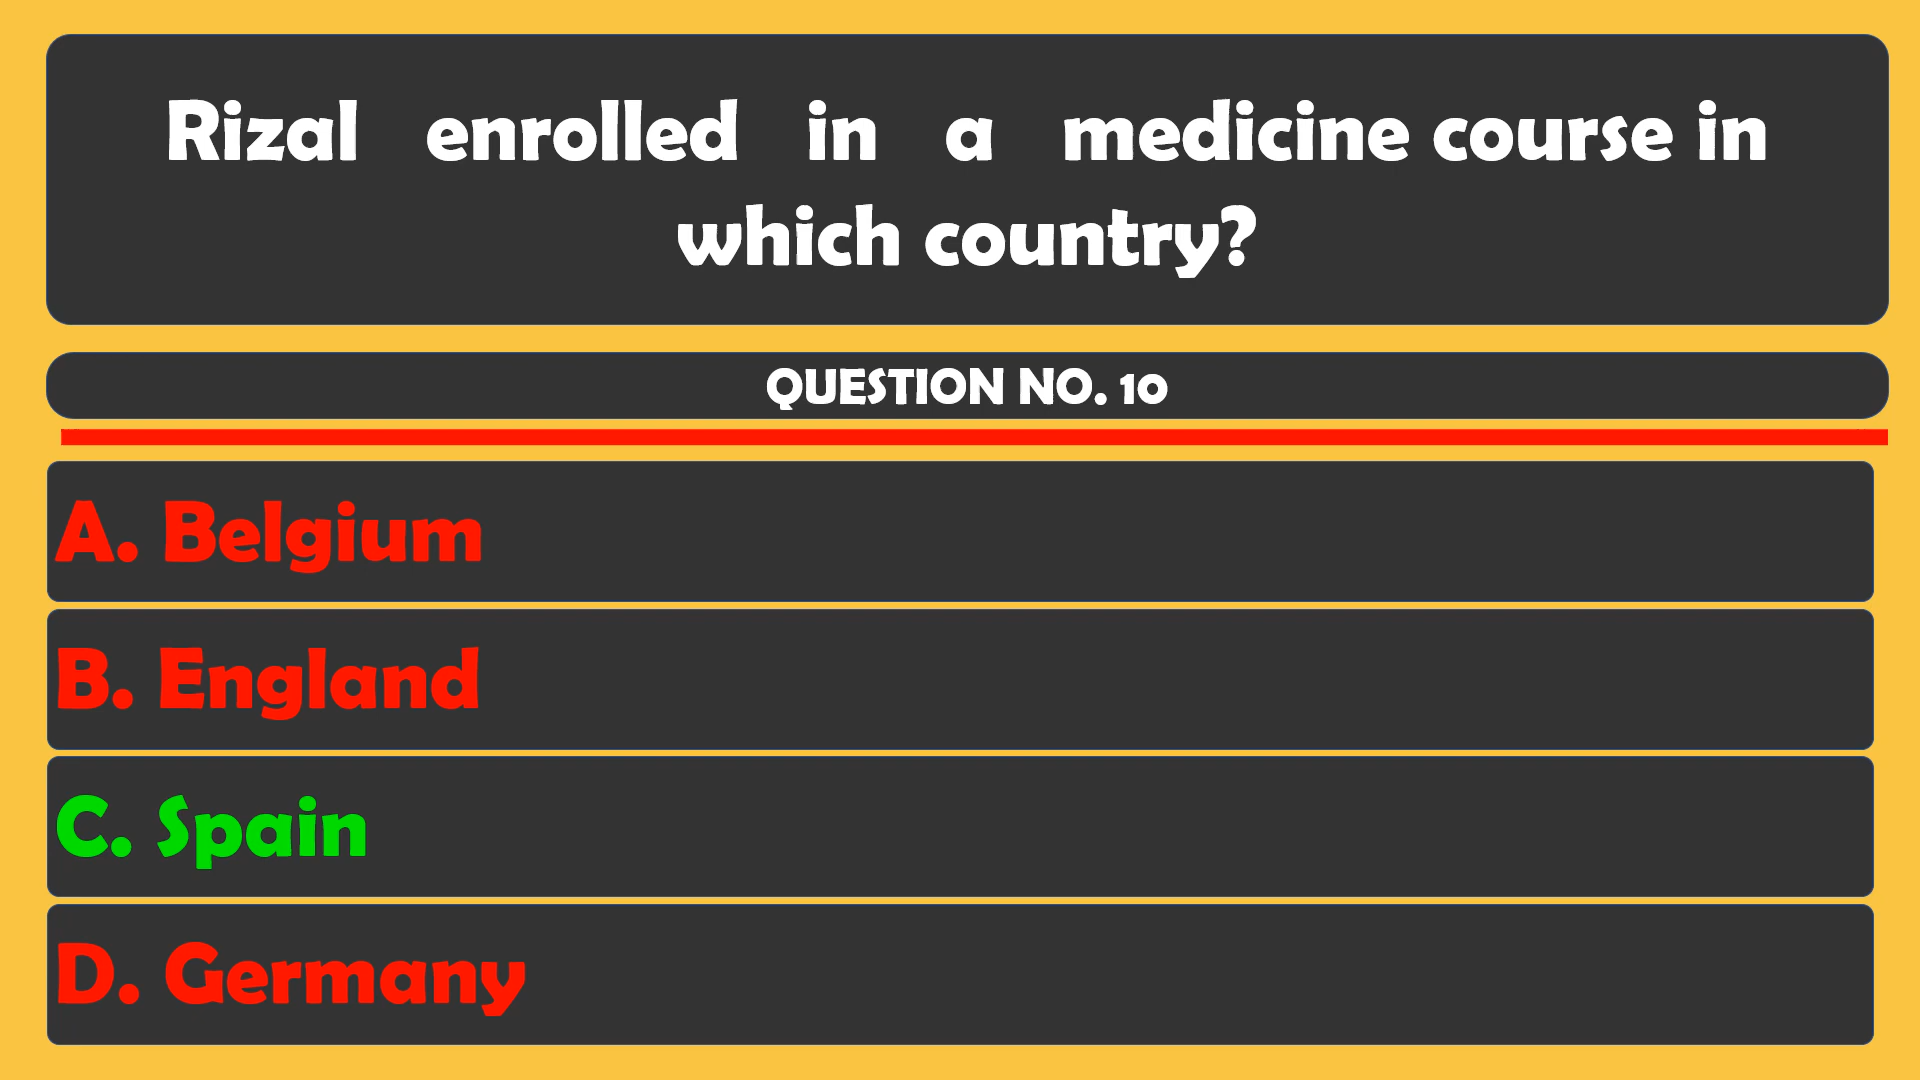 Rizal enrolled in a medicine course in
which country?
QUESTION NO. 10
A. Belgium
B. England
C. Spain
D. Germany